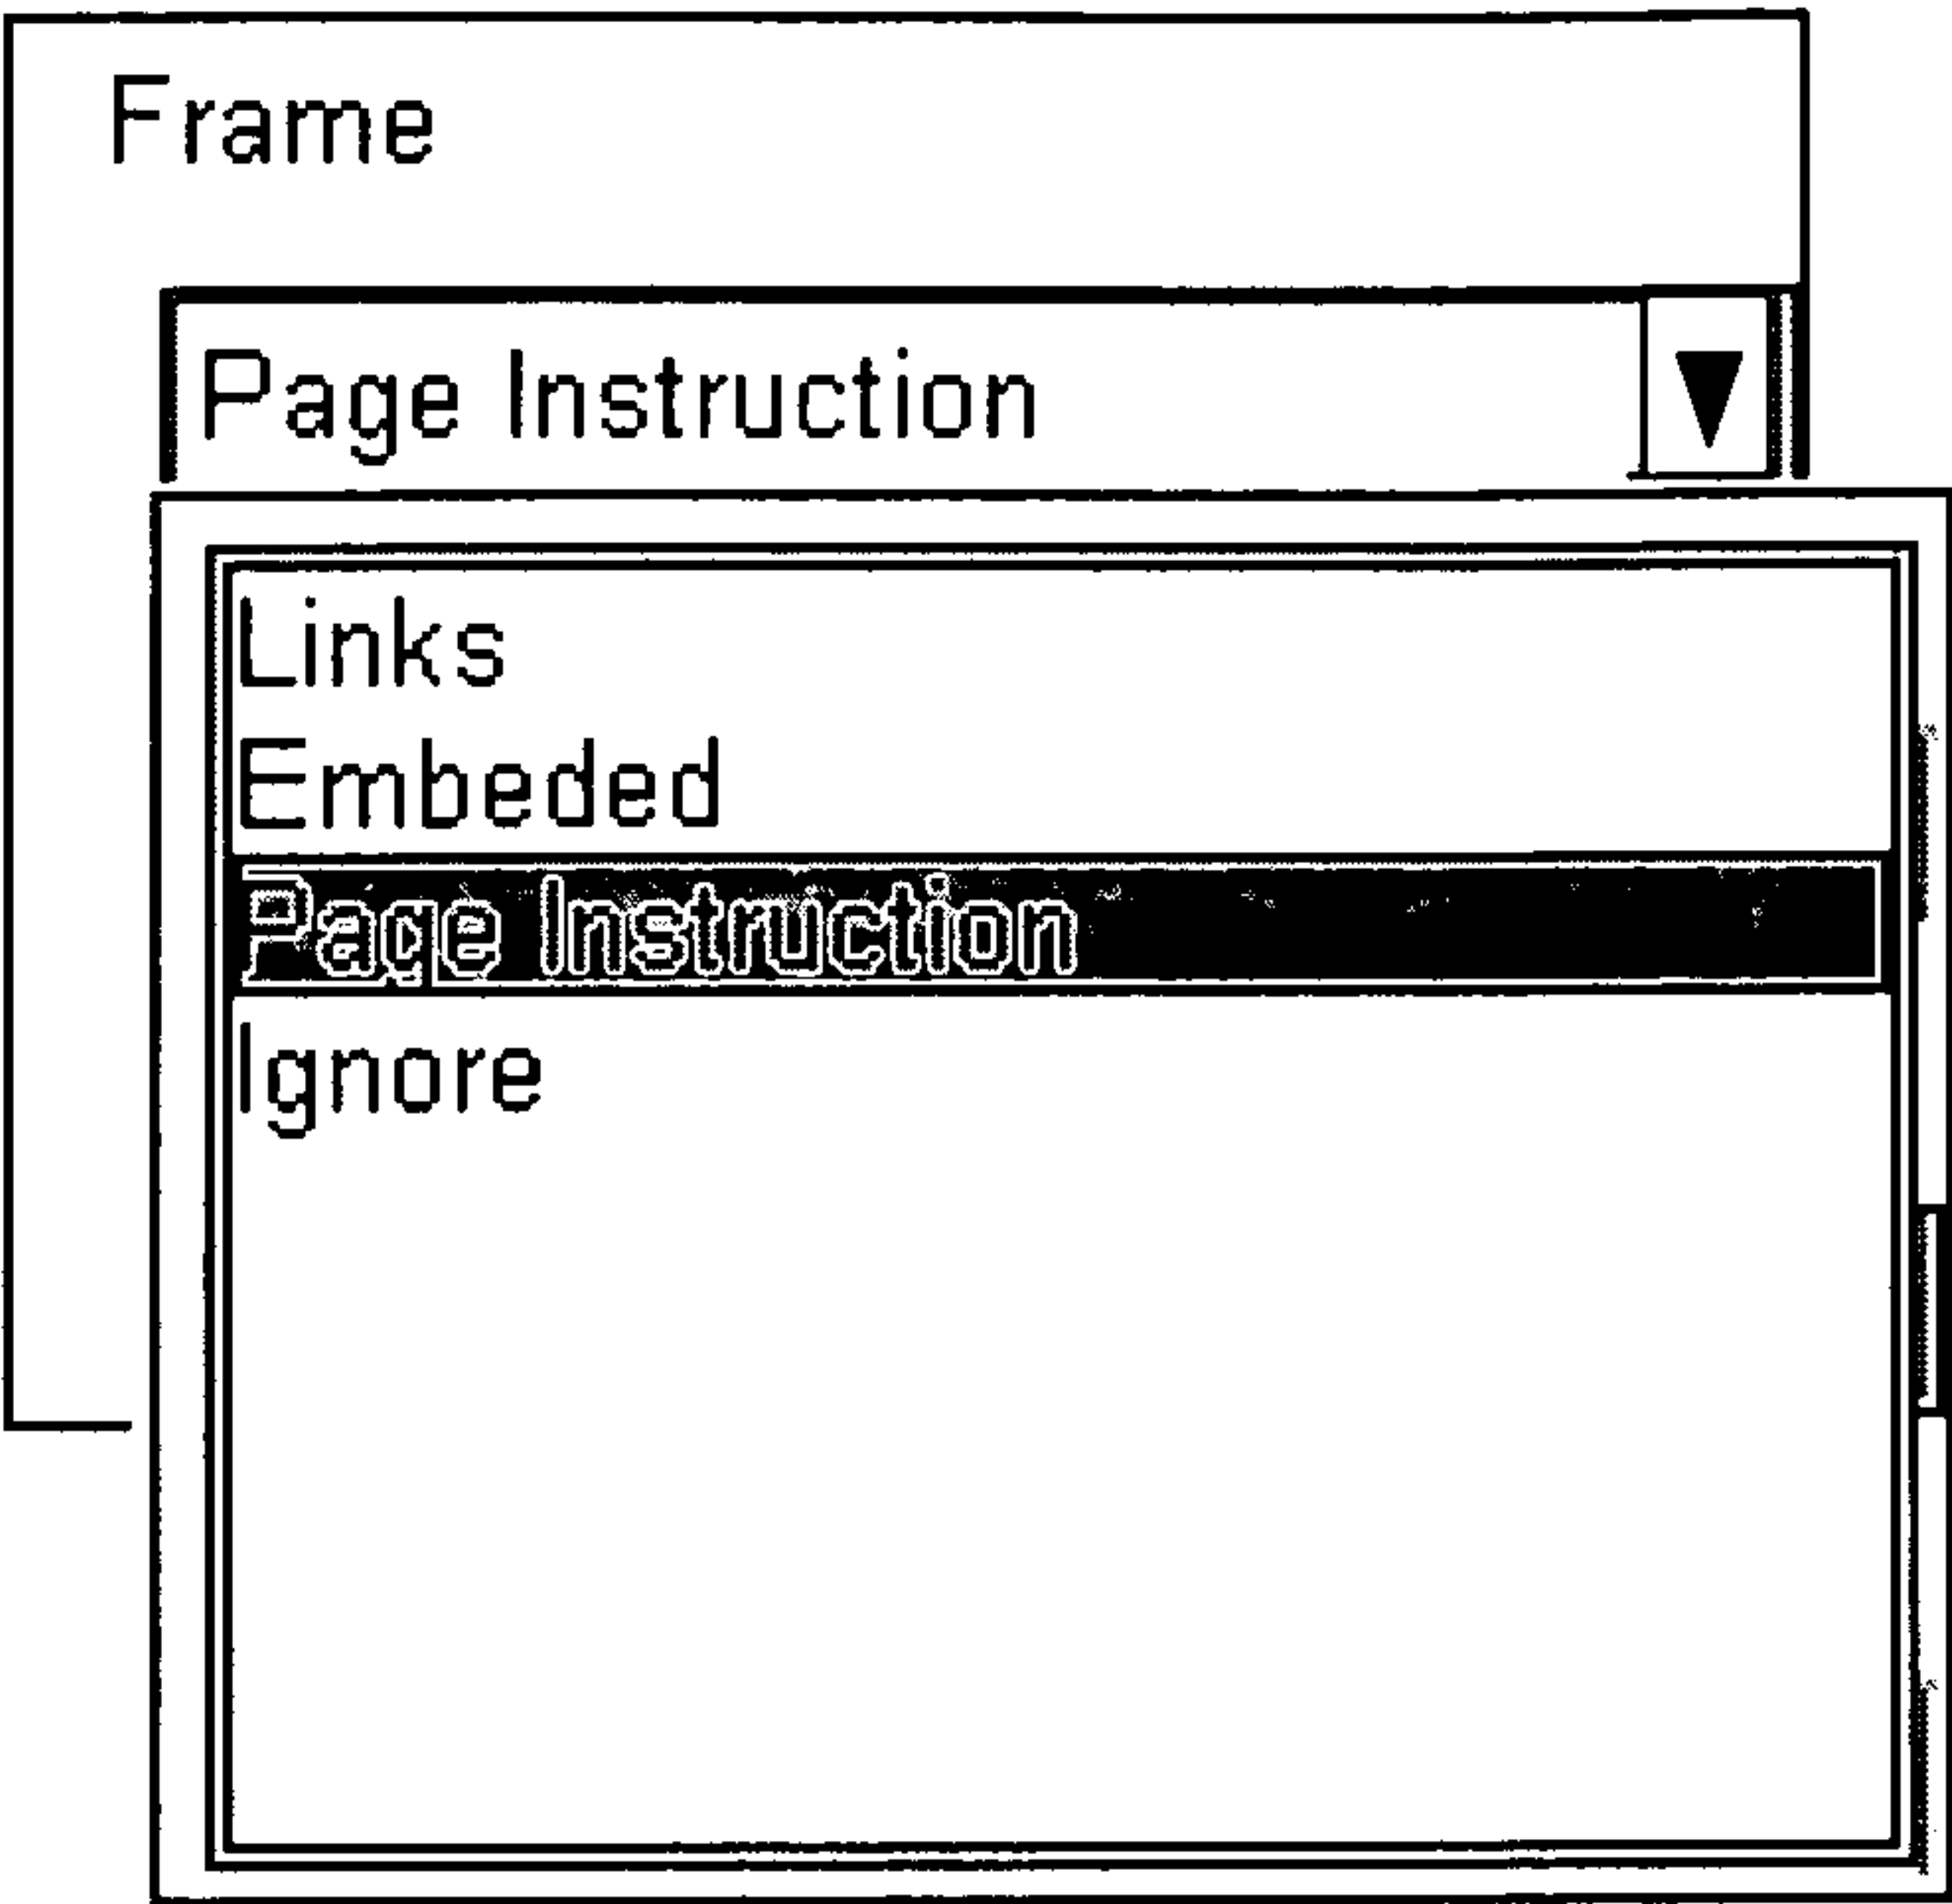 Frame
Page Instruction
Links
Embeded
Page Instruction
Ignore